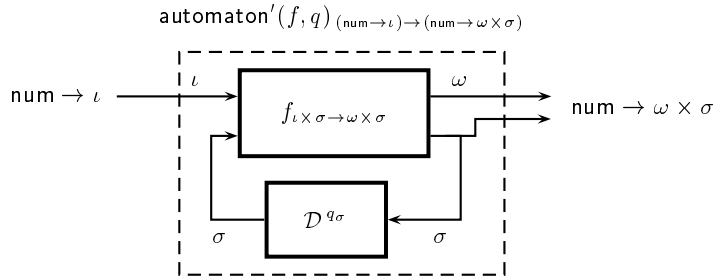 automaton′(f, q) (num→ι)→(num→ω×σ)
num → ι
ι
f ι×σ→ω×σ
ω
num → ω × σ
𝒟 qσ
σ
σ